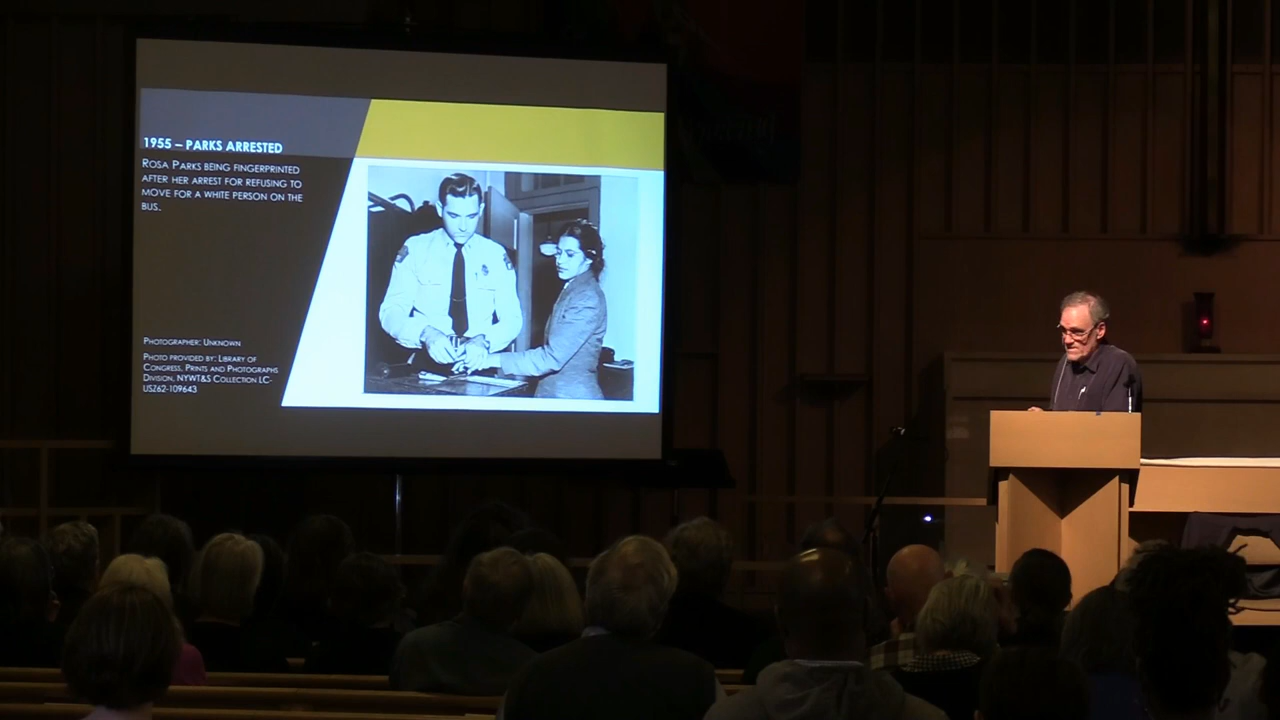 1955 – PARKS ARRESTED
ROSA PARKS BEING FINGERPRINTED
AFTER HER ARREST FOR REFUSING TO
MOVE FOR A WHITE PERSON ON THE
BUS.
PHOTOGRAPHER: UNKNOWN
PHOTO PROVIDED BY: LIBRARY OF
CONGRESS, PRINTS AND PHOTOGRAPHS
DIVISION, NYWT&S COLLECTION LC-
USZ62-109643